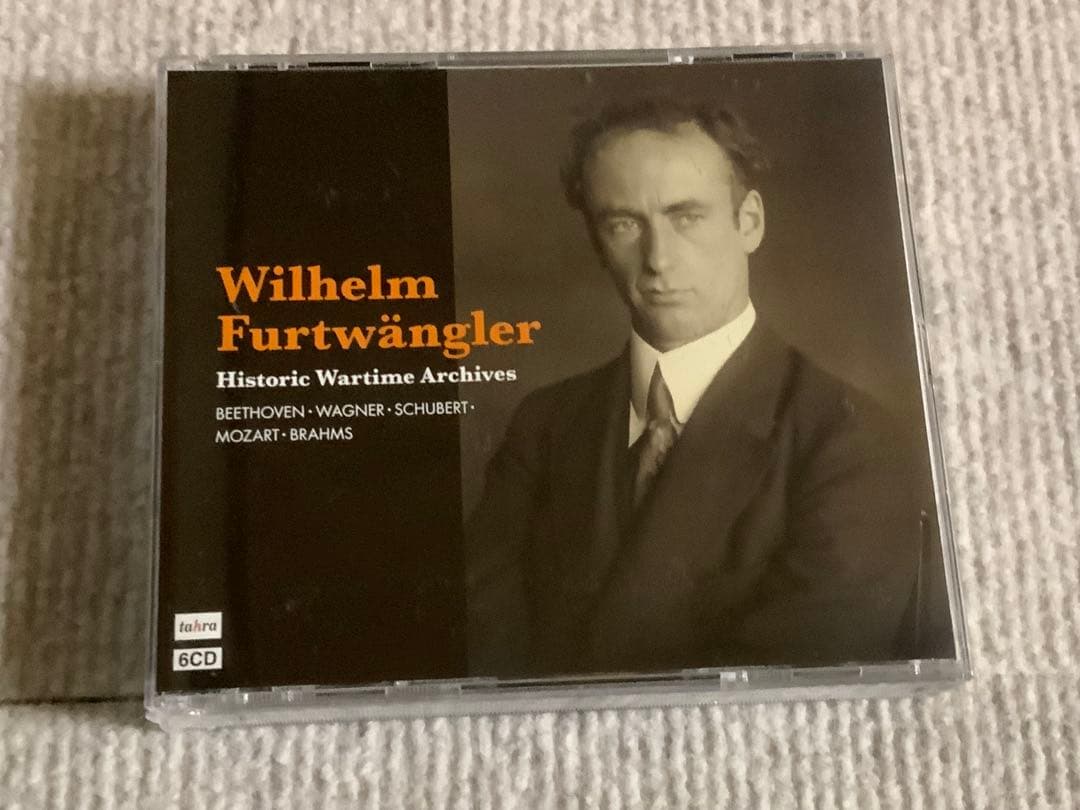 Wilhelm
Furtwängler
Historic Wartime Archives
BEETHOVEN · WAGNER · SCHUBERT ·
MOZART · BRAHMS
tahra
6CD